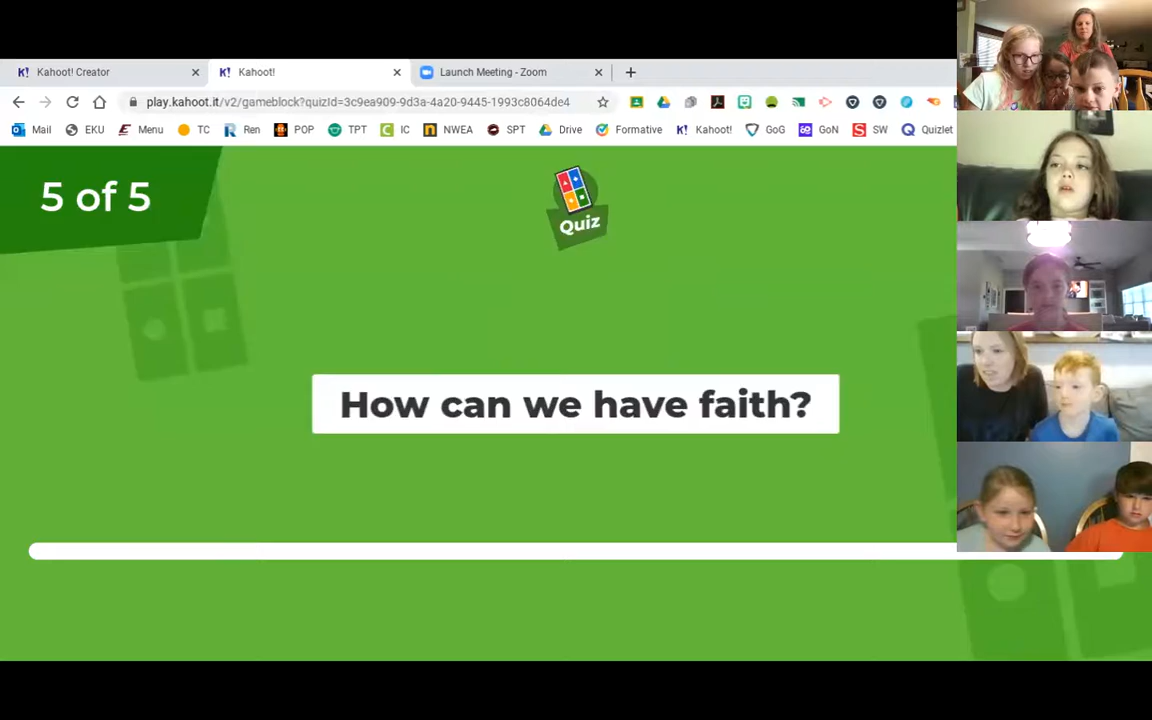 K! Kahoot! Creator
K! Kahoot!
Launch Meeting - Zoom
play.kahoot.it/v2/gameblock?quizId=3c9ea909-9d3a-4a20-9445-1993c8064de4
Mail EKU Menu TC Ren POP TPT IC NWEA SPT Drive Formative K! Kahoot! GoG GoN SW Quizlet
5 of 5
Quiz
How can we have faith?